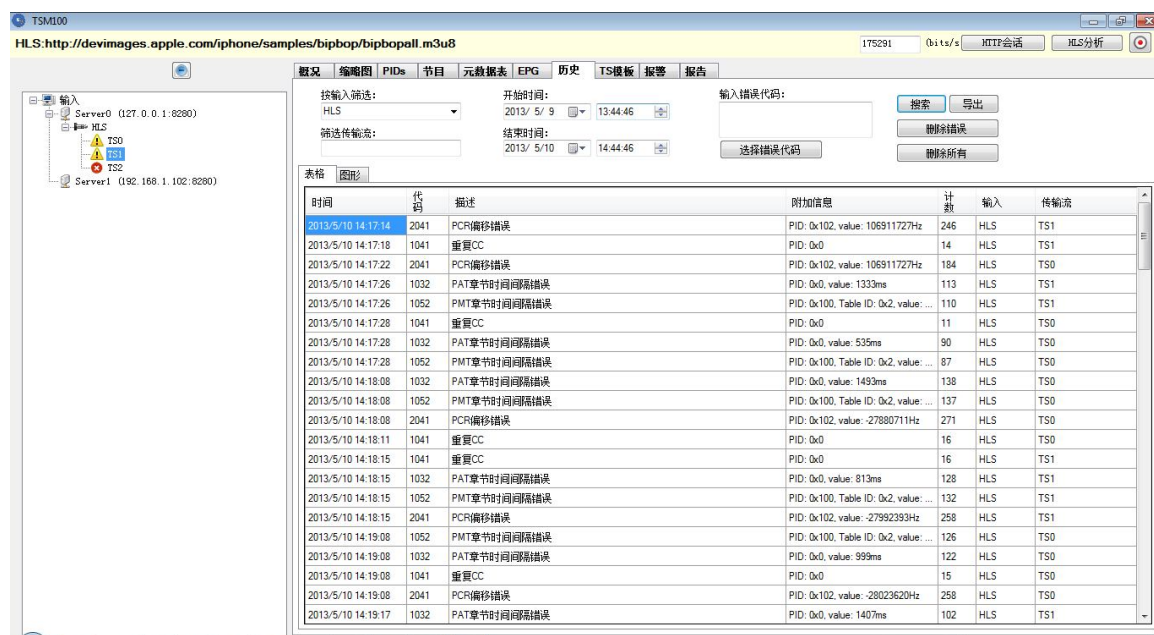 TSM100
HLS:http://devimages.apple.com/iphone/samples/bipbop/bipbopall.m3u8
175291 (bits/s HTTP会话 HLS分析
概况 缩略图 PIDs 节目 元数据表 EPG 历史 TS模板 报警 报告
输入
Server0 (127.0.0.1:8280)
HLS
TS0
TS1
TS2
Server1 (192.168.1.102:8280)
按输入筛选: 开始时间: 输入错误代码:
HLS 2013/ 5/ 9 13:44:46 搜索 导出
筛选传输流: 结束时间: 删除错误
2013/ 5/10 14:44:46 选择错误代码 删除所有
表格 图形
时间 代码 描述 附加信息 计数 输入 传输流
2013/5/10 14:17:14 2041 PCR偏移错误 PID: 0x102, value: 106911727Hz 246 HLS TS1
2013/5/10 14:17:18 1041 重复CC PID: 0x0 14 HLS TS1
2013/5/10 14:17:22 2041 PCR偏移错误 PID: 0x102, value: 106911727Hz 184 HLS TS0
2013/5/10 14:17:26 1032 PAT章节时间间隔错误 PID: 0x0, value: 1333ms 113 HLS TS1
2013/5/10 14:17:26 1052 PMT章节时间间隔错误 PID: 0x100, Table ID: 0x2, value: ... 110 HLS TS1
2013/5/10 14:17:28 1041 重复CC PID: 0x0 11 HLS TS0
2013/5/10 14:17:28 1032 PAT章节时间间隔错误 PID: 0x0, value: 535ms 90 HLS TS0
2013/5/10 14:17:28 1052 PMT章节时间间隔错误 PID: 0x100, Table ID: 0x2, value: ... 87 HLS TS0
2013/5/10 14:18:08 1032 PAT章节时间间隔错误 PID: 0x0, value: 1493ms 138 HLS TS0
2013/5/10 14:18:08 1052 PMT章节时间间隔错误 PID: 0x100, Table ID: 0x2, value: ... 137 HLS TS0
2013/5/10 14:18:08 2041 PCR偏移错误 PID: 0x102, value: -27880711Hz 271 HLS TS0
2013/5/10 14:18:11 1041 重复CC PID: 0x0 16 HLS TS0
2013/5/10 14:18:15 1041 重复CC PID: 0x0 16 HLS TS1
2013/5/10 14:18:15 1032 PAT章节时间间隔错误 PID: 0x0, value: 813ms 128 HLS TS1
2013/5/10 14:18:15 1052 PMT章节时间间隔错误 PID: 0x100, Table ID: 0x2, value: ... 132 HLS TS1
2013/5/10 14:18:15 2041 PCR偏移错误 PID: 0x102, value: -27992393Hz 258 HLS TS1
2013/5/10 14:19:08 1052 PMT章节时间间隔错误 PID: 0x100, Table ID: 0x2, value: ... 126 HLS TS0
2013/5/10 14:19:08 1032 PAT章节时间间隔错误 PID: 0x0, value: 999ms 122 HLS TS0
2013/5/10 14:19:08 1041 重复CC PID: 0x0 15 HLS TS0
2013/5/10 14:19:08 2041 PCR偏移错误 PID: 0x102, value: -28023620Hz 258 HLS TS0
2013/5/10 14:19:17 1032 PAT章节时间间隔错误 PID: 0x0, value: 1407ms 102 HLS TS1